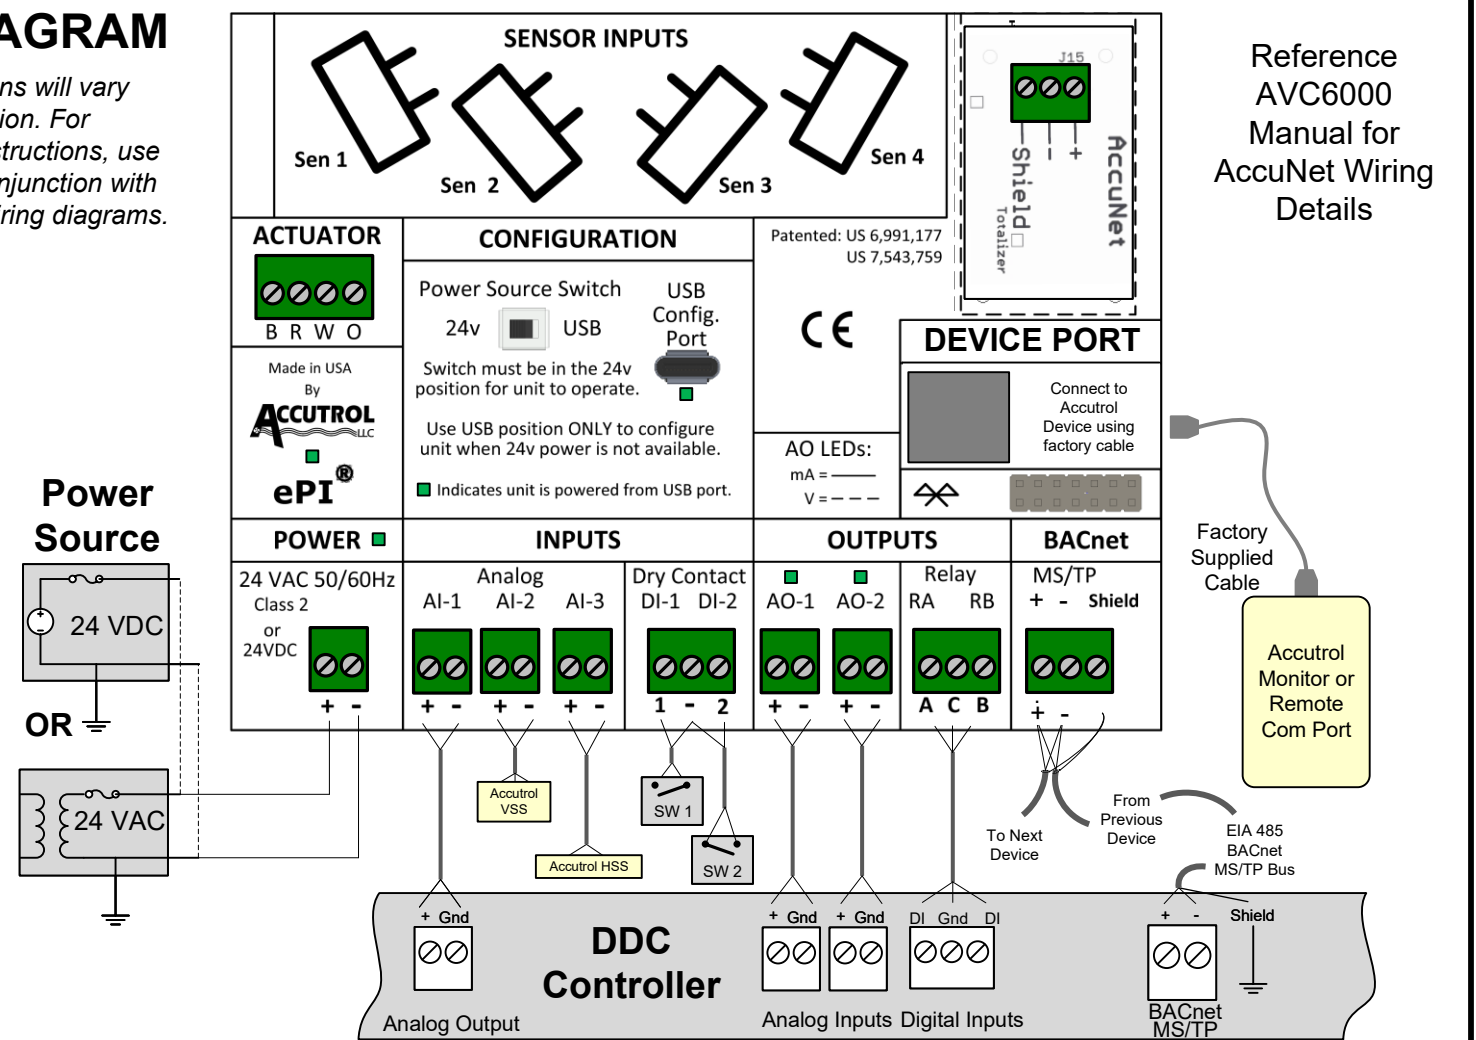 AGRAM
ns will vary
ion. For
structions, use
njunction with
iring diagrams.
SENSOR INPUTS
Sen 1
Sen 2
Sen 3
Sen 4
J15
Shield
-
+
AccuNet
Totalizer
Reference
AVC6000
Manual for
AccuNet Wiring
Details
ACTUATOR
B R W O
CONFIGURATION
Power Source Switch
24v
USB
USB
Config.
Port
Switch must be in the 24v
position for unit to operate.
Use USB position ONLY to configure
unit when 24v power is not available.
Indicates unit is powered from USB port.
Patented: US 6,991,177
US 7,543,759
CE
DEVICE PORT
Connect to
Accutrol
Device using
factory cable
AO LEDs:
mA =
V =
Made in USA
By
ACCUTROL
LLC
ePI®
Power
Source
24 VDC
OR
24 VAC
POWER
24 VAC 50/60Hz
Class 2
or
24VDC
+ -
INPUTS
Analog
AI-1 AI-2 AI-3
+ - + - + -
Dry Contact
DI-1 DI-2
1 - 2
OUTPUTS
AO-1 AO-2
+ - + -
Relay
RA RB
A C B
BACnet
MS/TP
+ - Shield
+ -
Factory
Supplied
Cable
Accutrol
Monitor or
Remote
Com Port
Accutrol
VSS
Accutrol HSS
SW 1
SW 2
To Next
Device
From
Previous
Device
EIA 485
BACnet
MS/TP Bus
+ Gnd
Analog Output
DDC
Controller
+ Gnd + Gnd
Analog Inputs
DI Gnd DI
Digital Inputs
+ - Shield
BACnet
MS/TP